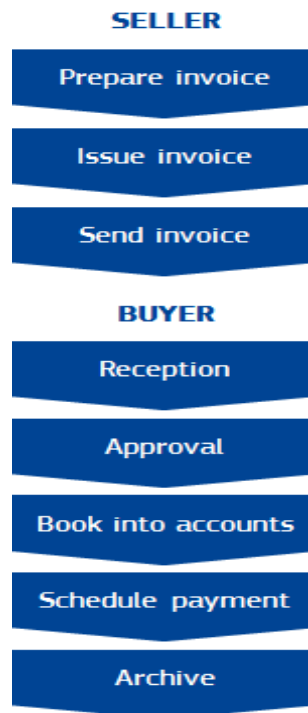 SELLER
Prepare invoice
Issue invoice
Send invoice
BUYER
Reception
Approval
Book into accounts
Schedule payment
Archive